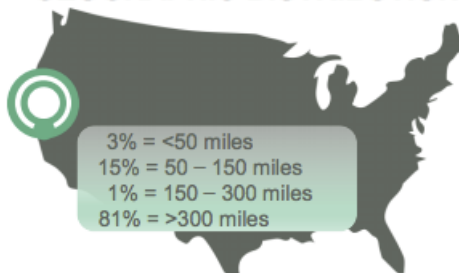 3% = <50 miles
15% = 50 – 150 miles
1% = 150 – 300 miles
81% = >300 miles